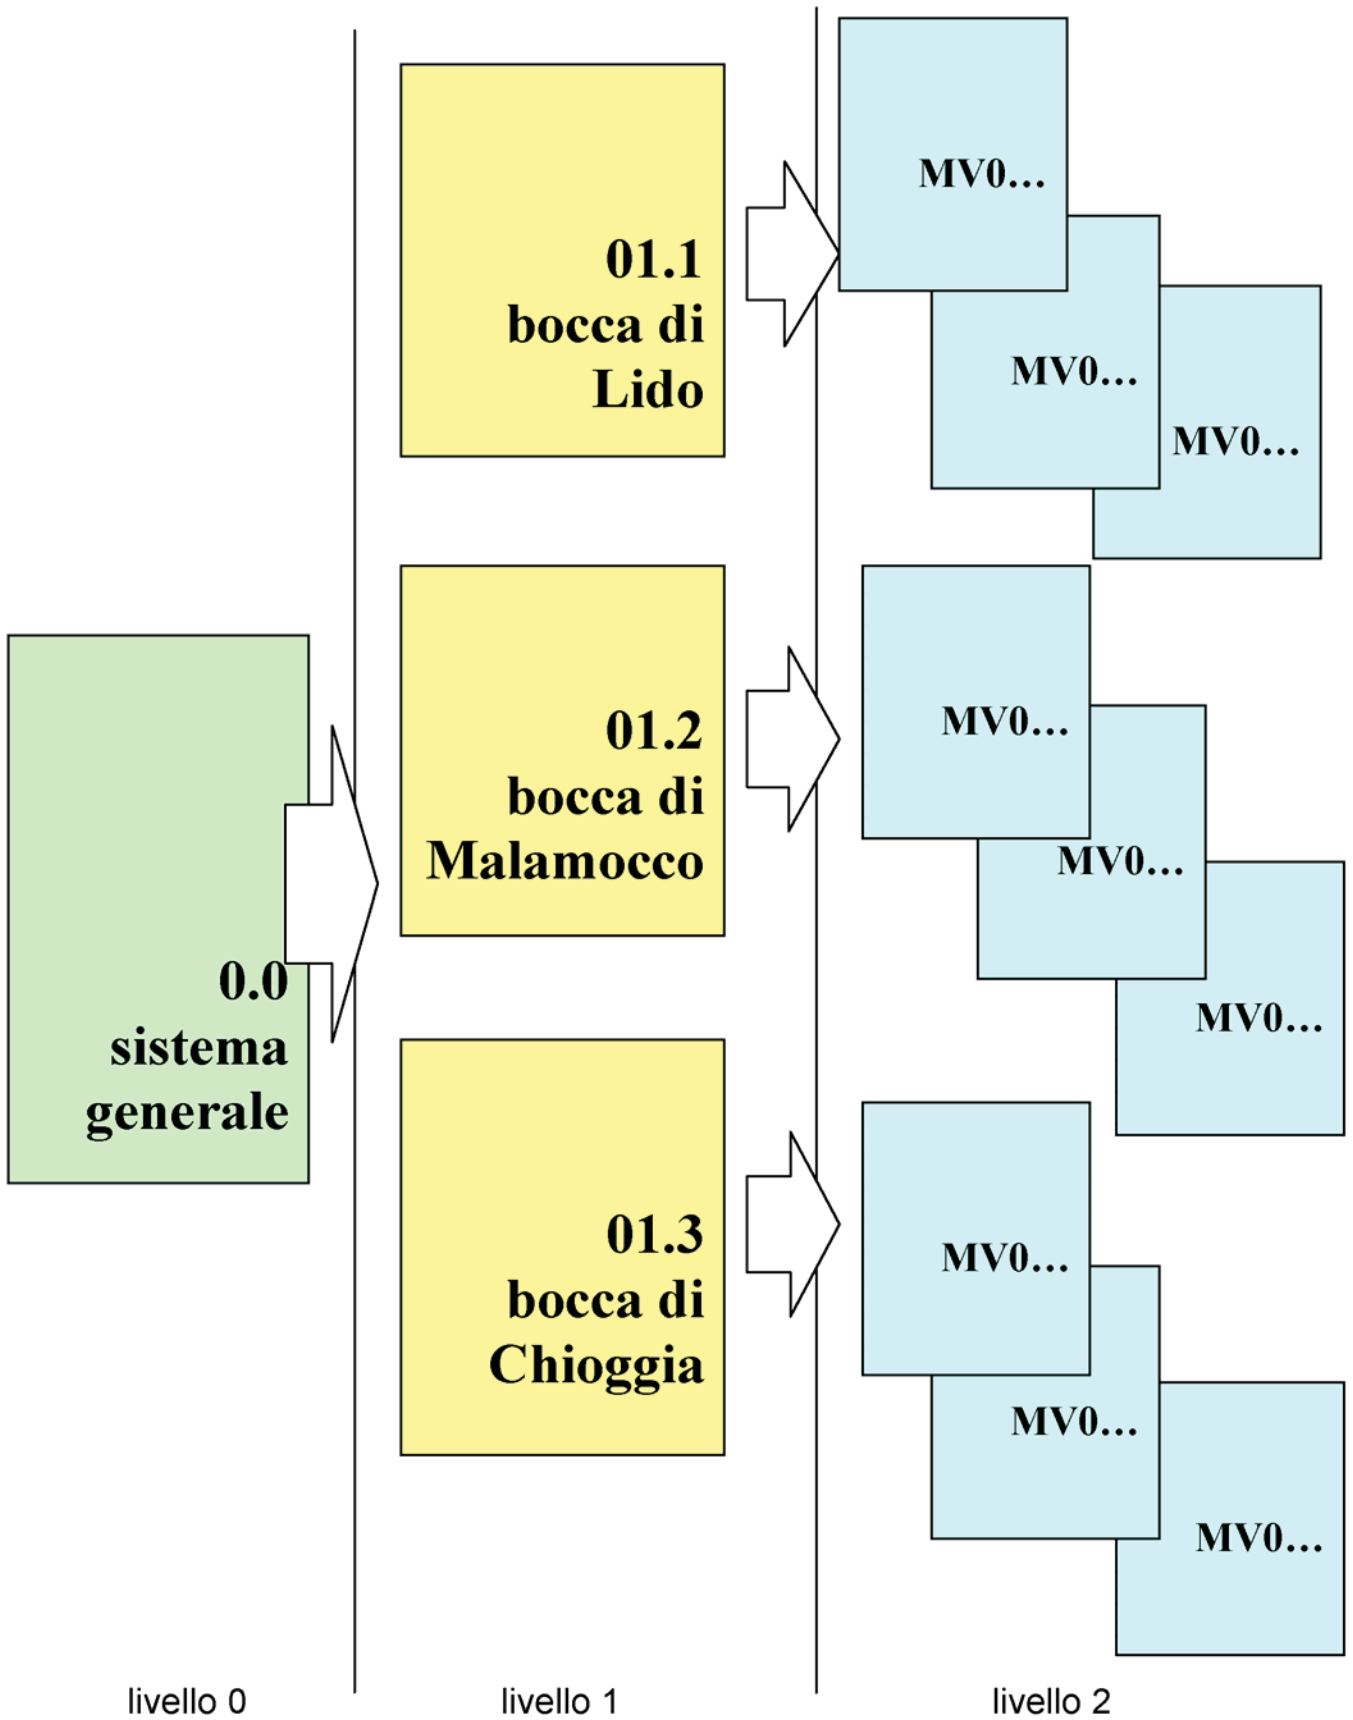 0.0
sistema
generale
01.1
bocca di
Lido
01.2
bocca di
Malamocco
01.3
bocca di
Chioggia
MV0…
MV0…
MV0…
MV0…
MV0…
MV0…
MV0…
MV0…
MV0…
livello 0
livello 1
livello 2